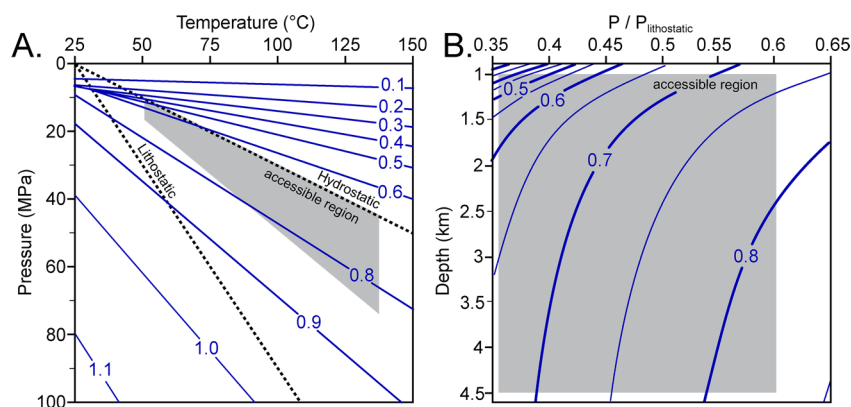 A.
Temperature (°C)
25 50 75 100 125 150
Pressure (MPa)
0
20
40
60
80
100
Lithostatic
Hydrostatic
accessible region
0.1
0.2
0.3
0.4
0.5
0.6
0.8
0.9
1.0
1.1
B.
P / Plithostatic
0.35 0.4 0.45 0.5 0.55 0.6 0.65
Depth (km)
1
1.5
2
2.5
3
3.5
4
4.5
accessible region
0.5
0.6
0.7
0.8